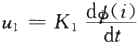 u₁ = K₁ dϕ(i)/dt